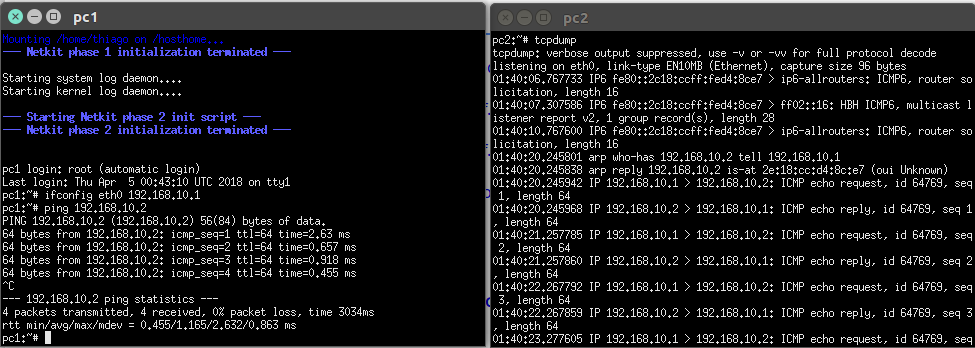 pc1
Mounting /home/thiago on /hosthome...
--- Netkit phase 1 initialization terminated ---
Starting system log daemon....
Starting kernel log daemon....
--- Starting Netkit phase 2 init script ---
--- Netkit phase 2 initialization terminated ---
pc1 login: root (automatic login)
Last login: Thu Apr  5 00:43:10 UTC 2018 on tty1
pc1:~# ifconfig eth0 192.168.10.1
pc1:~# ping 192.168.10.2
PING 192.168.10.2 (192.168.10.2) 56(84) bytes of data.
64 bytes from 192.168.10.2: icmp_seq=1 ttl=64 time=2.63 ms
64 bytes from 192.168.10.2: icmp_seq=2 ttl=64 time=0.657 ms
64 bytes from 192.168.10.2: icmp_seq=3 ttl=64 time=0.918 ms
64 bytes from 192.168.10.2: icmp_seq=4 ttl=64 time=0.455 ms
^C
--- 192.168.10.2 ping statistics ---
4 packets transmitted, 4 received, 0% packet loss, time 3034ms
rtt min/avg/max/mdev = 0.455/1.165/2.632/0.863 ms
pc1:~#
pc2
pc2:~# tcpdump
tcpdump: verbose output suppressed, use -v or -vv for full protocol decode
listening on eth0, link-type EN10MB (Ethernet), capture size 96 bytes
01:40:06.767733 IP6 fe80::2c18:ccff:fed4:8ce7 > ip6-allrouters: ICMP6, router so
licitation, length 16
01:40:07.307586 IP6 fe80::2c18:ccff:fed4:8ce7 > ff02::16: HBH ICMP6, multicast l
istener report v2, 1 group record(s), length 28
01:40:10.767600 IP6 fe80::2c18:ccff:fed4:8ce7 > ip6-allrouters: ICMP6, router so
licitation, length 16
01:40:20.245801 arp who-has 192.168.10.2 tell 192.168.10.1
01:40:20.245838 arp reply 192.168.10.2 is-at 2e:18:cc:d4:8c:e7 (oui Unknown)
01:40:20.245942 IP 192.168.10.1 > 192.168.10.2: ICMP echo request, id 64769, seq
1, length 64
01:40:20.245968 IP 192.168.10.2 > 192.168.10.1: ICMP echo reply, id 64769, seq 1
, length 64
01:40:21.257785 IP 192.168.10.1 > 192.168.10.2: ICMP echo request, id 64769, seq
2, length 64
01:40:21.257860 IP 192.168.10.2 > 192.168.10.1: ICMP echo reply, id 64769, seq 2
, length 64
01:40:22.267792 IP 192.168.10.1 > 192.168.10.2: ICMP echo request, id 64769, seq
3, length 64
01:40:22.267859 IP 192.168.10.2 > 192.168.10.1: ICMP echo reply, id 64769, seq 3
, length 64
01:40:23.277605 IP 192.168.10.1 > 192.168.10.2: ICMP echo request, id 64769, seq